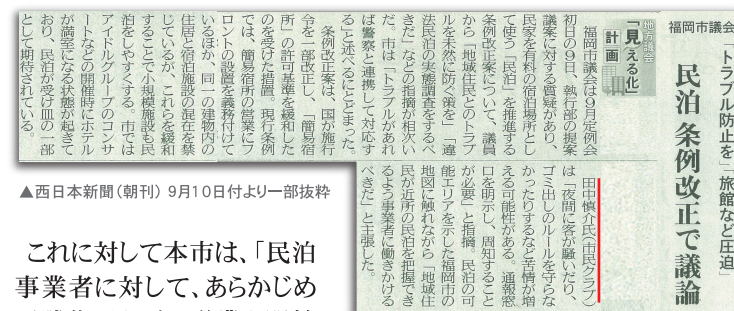 福岡市議会
「トラブル防止を」「旅館など圧迫」
民泊 条例改正で議論
地方議会
「見える化」
計画
福岡市議会は9月定例会
初日の9日、執行部の提案
議案に対する質疑があり、
民家を有料の宿泊場所とし
て使う「民泊」を推進する
条例改正案について、議員
から「地域住民とのトラブ
ルを未然に防ぐ策を」「違
法民泊の実態調査をするべ
きだ」などの指摘が相次い
だ。市は「トラブルがあれ
ば警察と連携して対応す
る」と述べるにとどまった。
条例改正案は、国が施行
令を一部改正し、「簡易宿
所」の許可基準を緩和した
のを受けた措置。現行条例
では、簡易宿所の営業にフ
ロントの設置を義務付けて
いるほか、同一の建物内の
住居と宿泊施設の混在を禁
じているが、これらを緩和
することで小規模施設も民
泊をしやすくする。市では
アイドルグループのコンサ
ートなどの開催時にホテル
が満室になる状態が起きて
おり、民泊が受け皿の一部
として期待されている。
田中慎介氏(市民クラブ)
は「夜間に客が騒いだり、
ゴミ出しのルールを守らな
かったりするなど苦情が増
える可能性がある。通報窓
口を明示し、周知すること
が必要」と指摘。民泊の可
能エリアを示した福岡市の
地図に触れながら「地域住
民が近所の民泊を把握でき
るよう事業者に働きかける
べきだ」と主張した。
▲西日本新聞(朝刊) 9月10日付より一部抜粋
これに対して本市は、「民泊
事業者に対して、あらかじめ